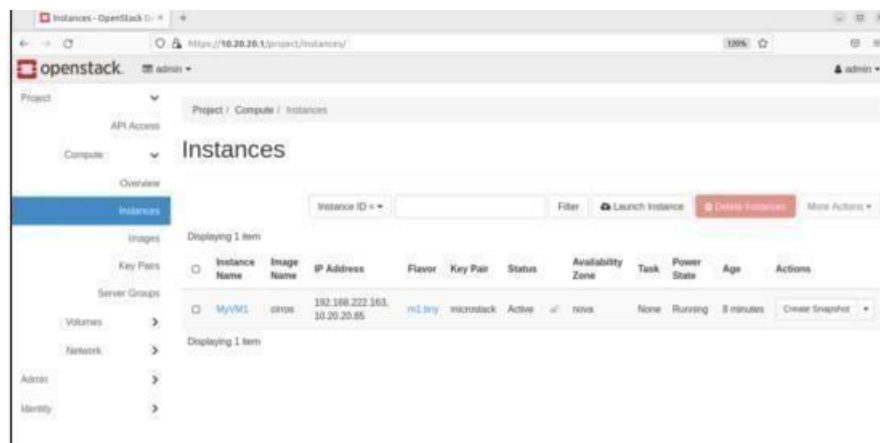 Instances - OpenStack Da
https://10.20.20.1/project/instances/
120%
openstack.
admin
admin
Project
Project / Compute / Instances
API Access
Compute
Instances
Overview
Instances
Instance ID =
Filter
Launch Instance
Delete Instances
More Actions
Images
Displaying 1 item
Key Pairs
Instance Name
Image Name
IP Address
Flavor
Key Pair
Status
Availability Zone
Task
Power State
Age
Actions
Server Groups
MyVM1
cirros
192.168.222.163,
10.20.20.85
m1.tiny
microstack
Active
nova
None
Running
8 minutes
Create Snapshot
Volumes
Displaying 1 item
Network
Admin
Identity